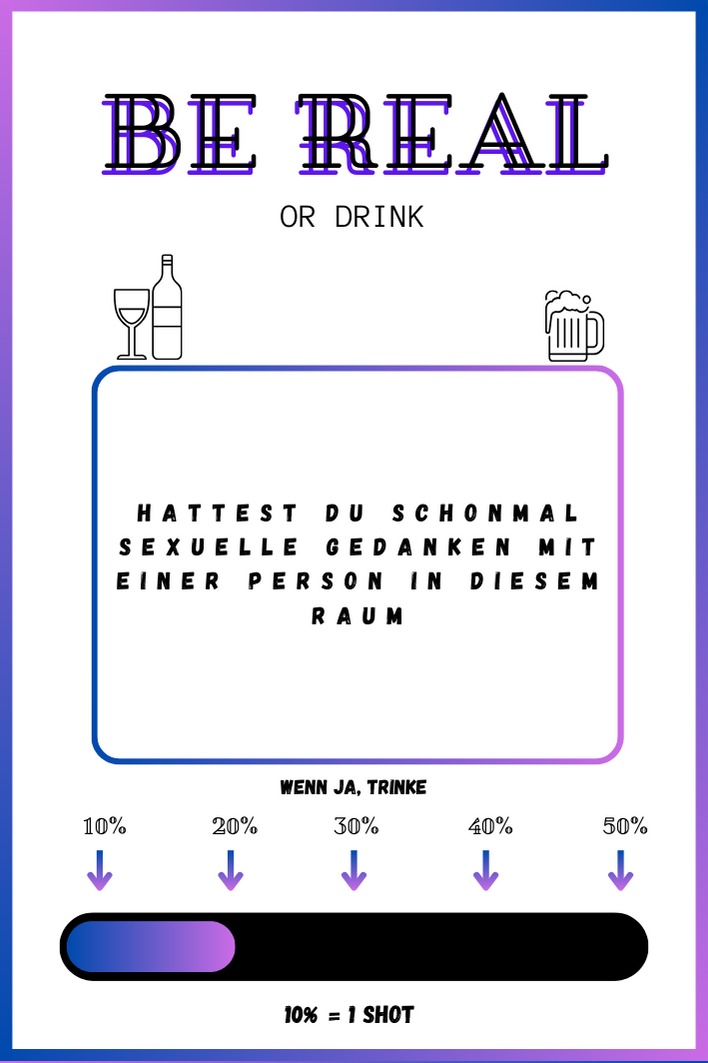 BE REAL
OR DRINK
HATTEST DU SCHONMAL
SEXUELLE GEDANKEN MIT
EINER PERSON IN DIESEM
RAUM
WENN JA, TRINKE
10% 20% 30% 40% 50%
10% = 1 SHOT